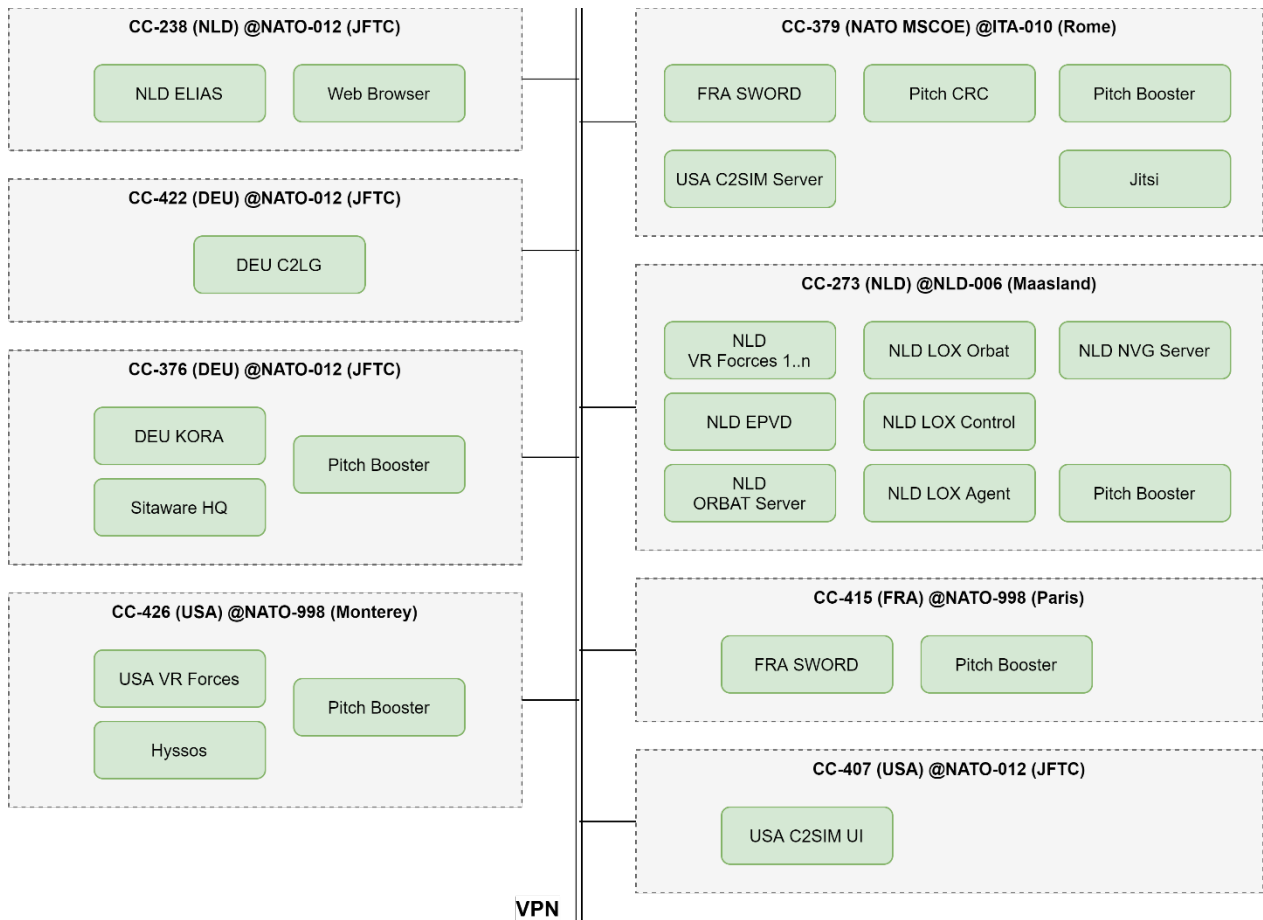 CC-238 (NLD) @NATO-012 (JFTC)
NLD ELIAS
Web Browser
CC-422 (DEU) @NATO-012 (JFTC)
DEU C2LG
CC-376 (DEU) @NATO-012 (JFTC)
DEU KORA
Pitch Booster
Sitaware HQ
CC-426 (USA) @NATO-998 (Monterey)
USA VR Forces
Pitch Booster
Hyssos
VPN
CC-379 (NATO MSCOE) @ITA-010 (Rome)
FRA SWORD
Pitch CRC
Pitch Booster
USA C2SIM Server
Jitsi
CC-273 (NLD) @NLD-006 (Maasland)
NLD
VR Focrces 1..n
NLD LOX Orbat
NLD NVG Server
NLD EPVD
NLD LOX Control
NLD
ORBAT Server
NLD LOX Agent
Pitch Booster
CC-415 (FRA) @NATO-998 (Paris)
FRA SWORD
Pitch Booster
CC-407 (USA) @NATO-012 (JFTC)
USA C2SIM UI